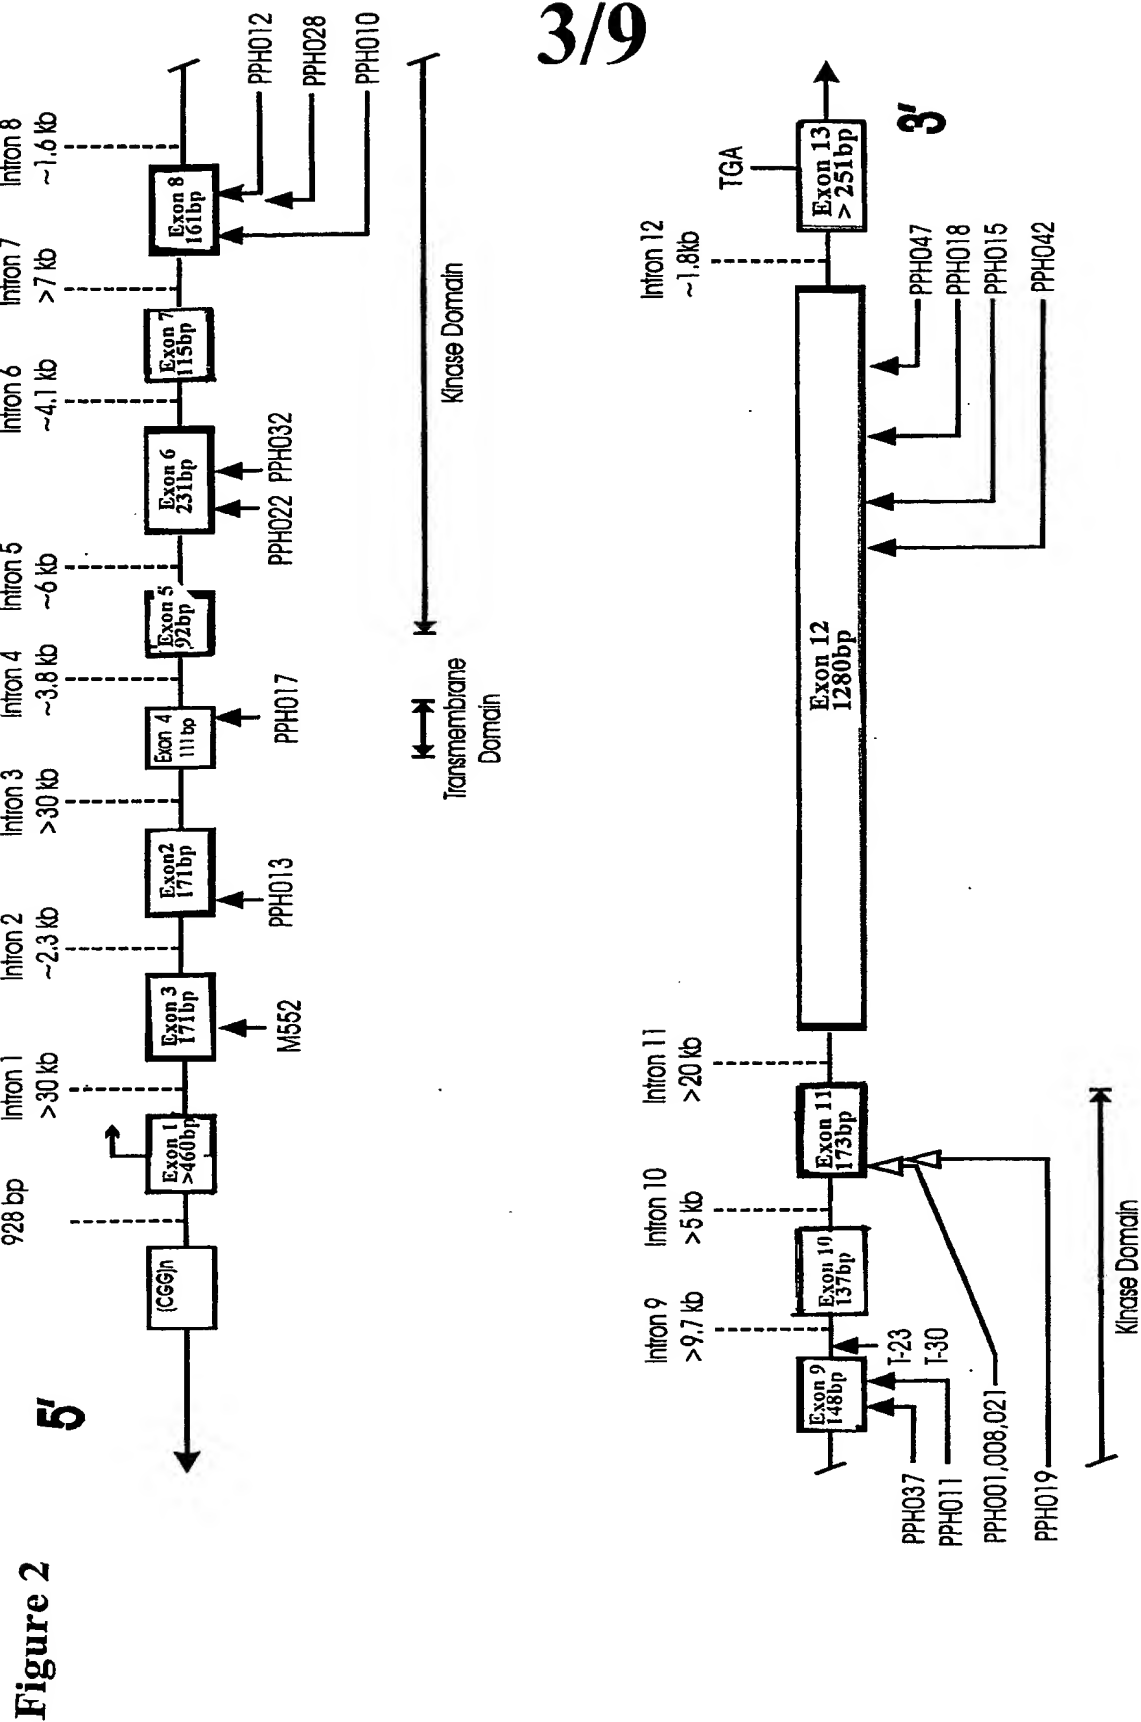 3/9
Figure 2
5'
928 bp
Intron 1
>30 kb
Intron 2
~2.3 kb
Intron 3
>30 kb
Intron 4
~3.8 kb
Intron 5
~6 kb
Intron 6
~4.1 kb
Intron 7
>7 kb
Intron 8
~1.6 kb
(CGG)n
Exon 1
>460bp
Exon 3
171bp
Exon2
171bp
Exon 4
111bp
Exon 5
92bp
Exon 6
231bp
Exon 7
115bp
Exon 8
161bp
M552
PPH013
PPH017
PPH022
PPH032
PPH012
PPH028
PPH010
Transmembrane
Domain
Kinase Domain
Intron 9
>9.7 kb
Intron 10
>5 kb
Intron 11
>20 kb
Intron 12
~1.8kb
TGA
Exon 9
148bp
Exon 10
137bp
Exon 11
173bp
Exon 12
1280bp
Exon 13
> 251bp
3'
T-23
T-30
PPH037
PPH011
PPH001,008,021
PPH019
PPH047
PPH018
PPH015
PPH042
Kinase Domain